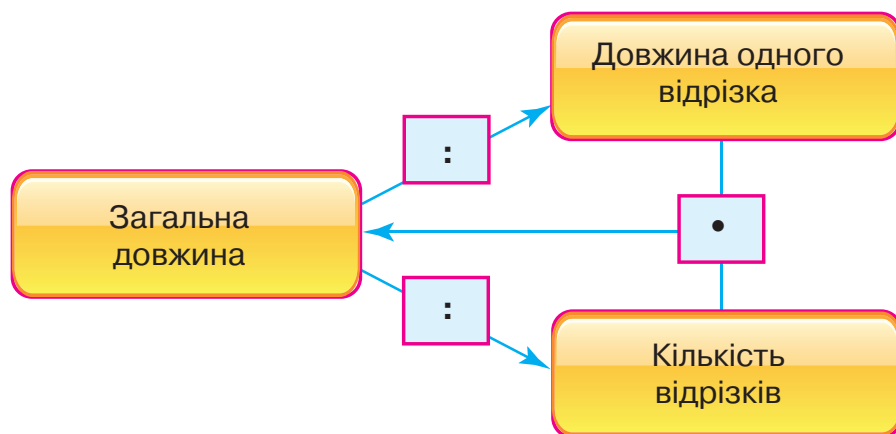 Довжина одного
відрізка
:
Загальна
довжина
•
:
Кількість
відрізків